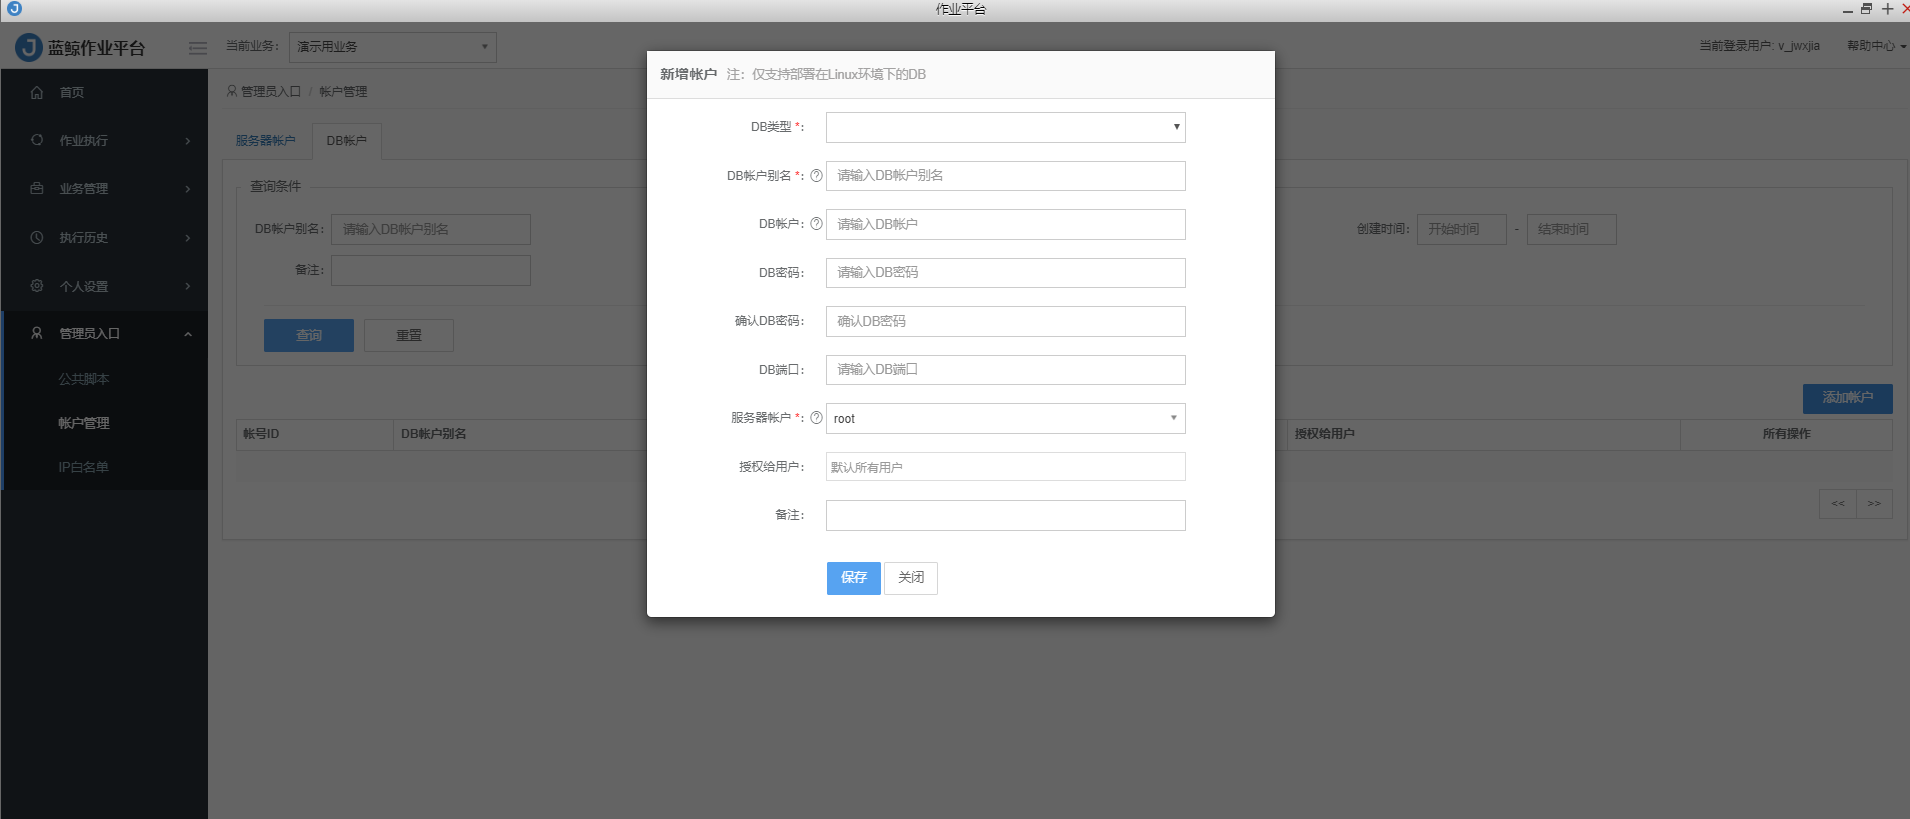 作业平台
蓝鲸作业平台
当前业务:
演示用业务
当前登录用户: v_jwxjia
帮助中心
首页
作业执行
业务管理
执行历史
个人设置
管理员入口
公共脚本
帐户管理
IP白名单
管理员入口 / 帐户管理
服务器帐户
DB帐户
查询条件
DB帐户别名:
请输入DB帐户别名
创建时间:
开始时间
-
结束时间
备注:
查询
重置
添加帐户
帐号ID
DB帐户别名
授权给用户
所有操作
<<
>>
新增帐户 注：仅支持部署在Linux环境下的DB
DB类型 *:
DB帐户别名 *:
请输入DB帐户别名
DB帐户:
请输入DB帐户
DB密码:
请输入DB密码
确认DB密码:
确认DB密码
DB端口:
请输入DB端口
服务器帐户 *:
root
授权给用户:
默认所有用户
备注:
保存
关闭